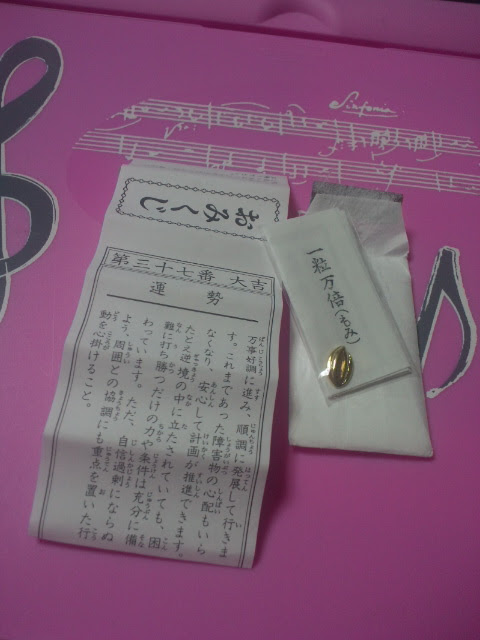 Sinfonia
おみくじ
第三十七番 大吉
運勢
万事好調に進み、順調に発展して行きま
す。これまであった障害物の心配もいら
なくなり、安心して計画が推進できます。
たとえ逆境の中に立たされていても、困
難に打ち勝つだけの力や条件は充分に備
わっています。ただ、自信過剰にならぬ
よう、周囲との協調にも重点を置いた行
動を心掛けること。
一粒万倍(もみ)